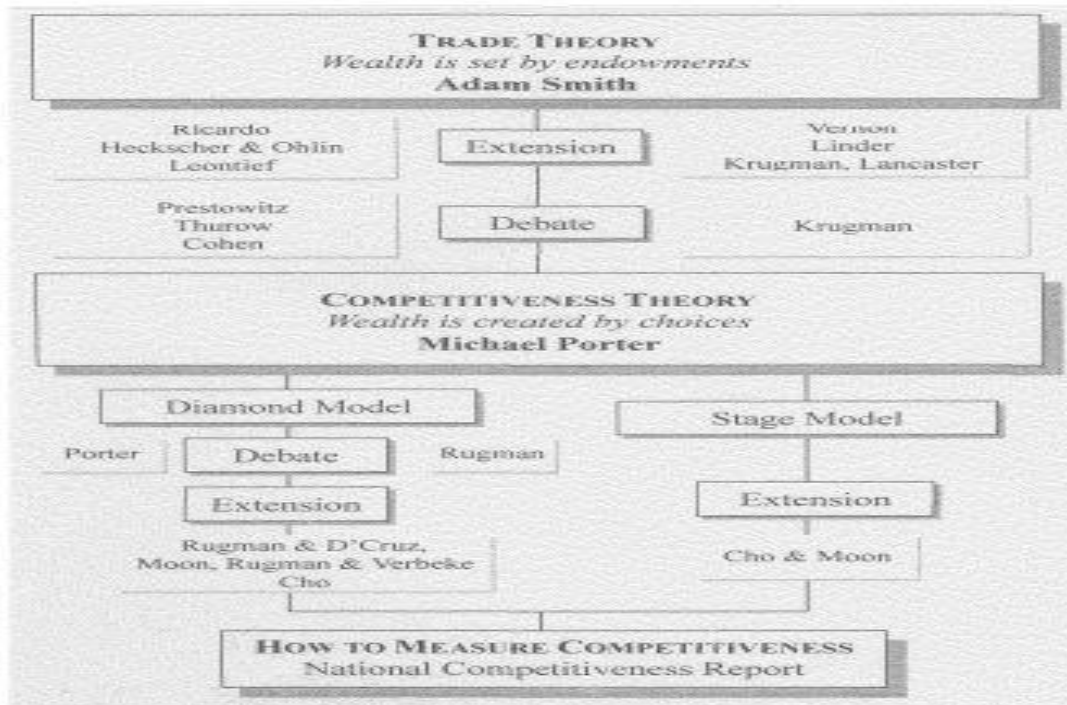 TRADE THEORY
Wealth is set by endowments
Adam Smith
Ricardo
Heckscher & Ohlin
Leontief
Extension
Vernon
Linder
Krugman, Lancaster
Prestowitz
Thurow
Cohen
Debate
Krugman
COMPETITIVENESS THEORY
Wealth is created by choices
Michael Porter
Diamond Model
Stage Model
Porter
Debate
Rugman
Extension
Extension
Rugman & D'Cruz,
Moon, Rugman & Verbeke
Cho
Cho & Moon
HOW TO MEASURE COMPETITIVENESS
National Competitiveness Report